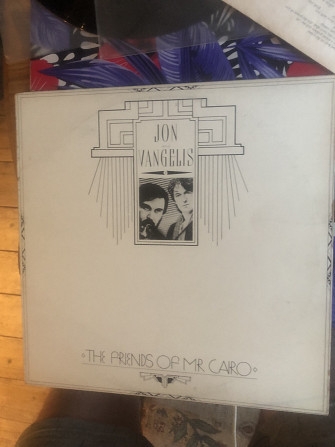 JON
AND
VANGELIS
THE FRIENDS OF MR CAIRO